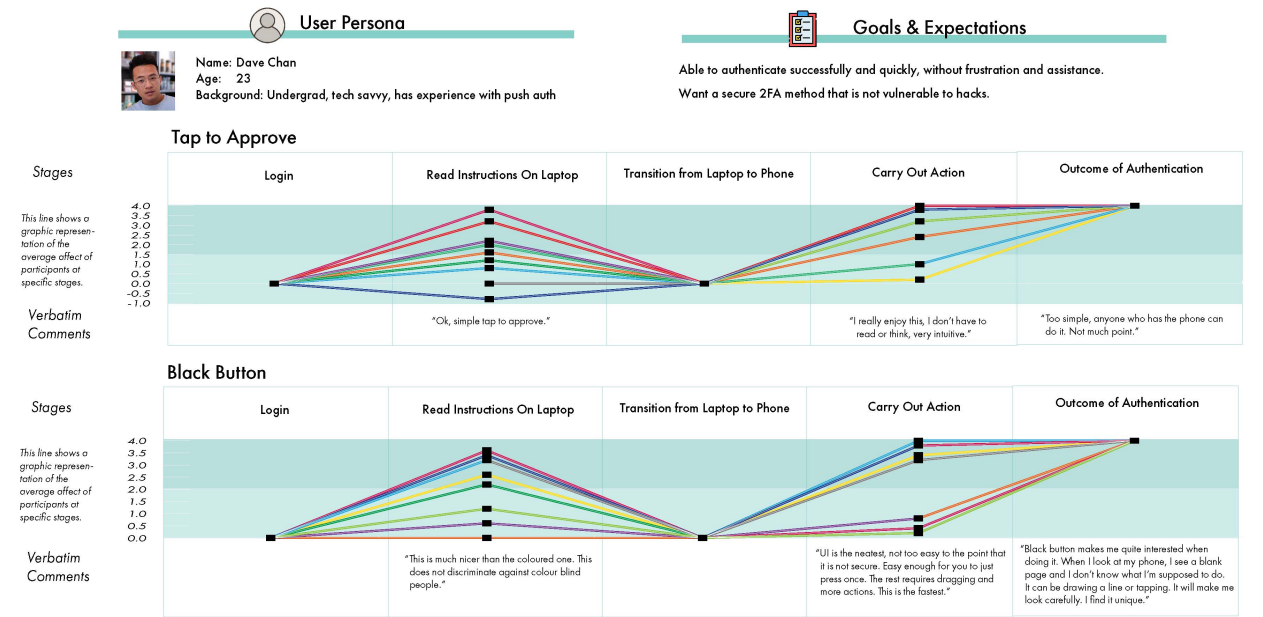 User Persona
Goals & Expectations
Name: Dave Chan
Age: 23
Background: Undergrad, tech savvy, has experience with push auth
Able to authenticate successfully and quickly, without frustration and assistance.
Want a secure 2FA method that is not vulnerable to hacks.
Tap to Approve
Stages
Login
Read Instructions On Laptop
Transition from Laptop to Phone
Carry Out Action
Outcome of Authentication
This line shows a
graphic represen-
tation of the
average affect of
participants at
specific stages.
4.0
3.5
3.0
2.5
2.0
1.5
1.0
0.5
0.0
-0.5
-1.0
Verbatim
Comments
"Ok, simple tap to approve."
"I really enjoy this, I don't have to
read or think, very intuitive."
"Too simple, anyone who has the phone can
do it. Not much point."
Black Button
Stages
Login
Read Instructions On Laptop
Transition from Laptop to Phone
Carry Out Action
Outcome of Authentication
This line shows a
graphic represen-
tation of the
average affect of
participants at
specific stages.
4.0
3.5
3.0
2.5
2.0
1.5
1.0
0.5
0.0
Verbatim
Comments
"This is much nicer than the coloured one. This
does not discriminate against colour blind
people."
"UI is the neatest, not too easy to the point that
it is not secure. Easy enough for you to just
press once. The rest requires dragging and
more actions. This is the fastest."
"Black button makes me quite interested when
doing it. When I look at my phone, I see a blank
page and I don't know what I'm supposed to do.
It can be drawing a line or tapping. It will make me
look carefully. I find it unique."